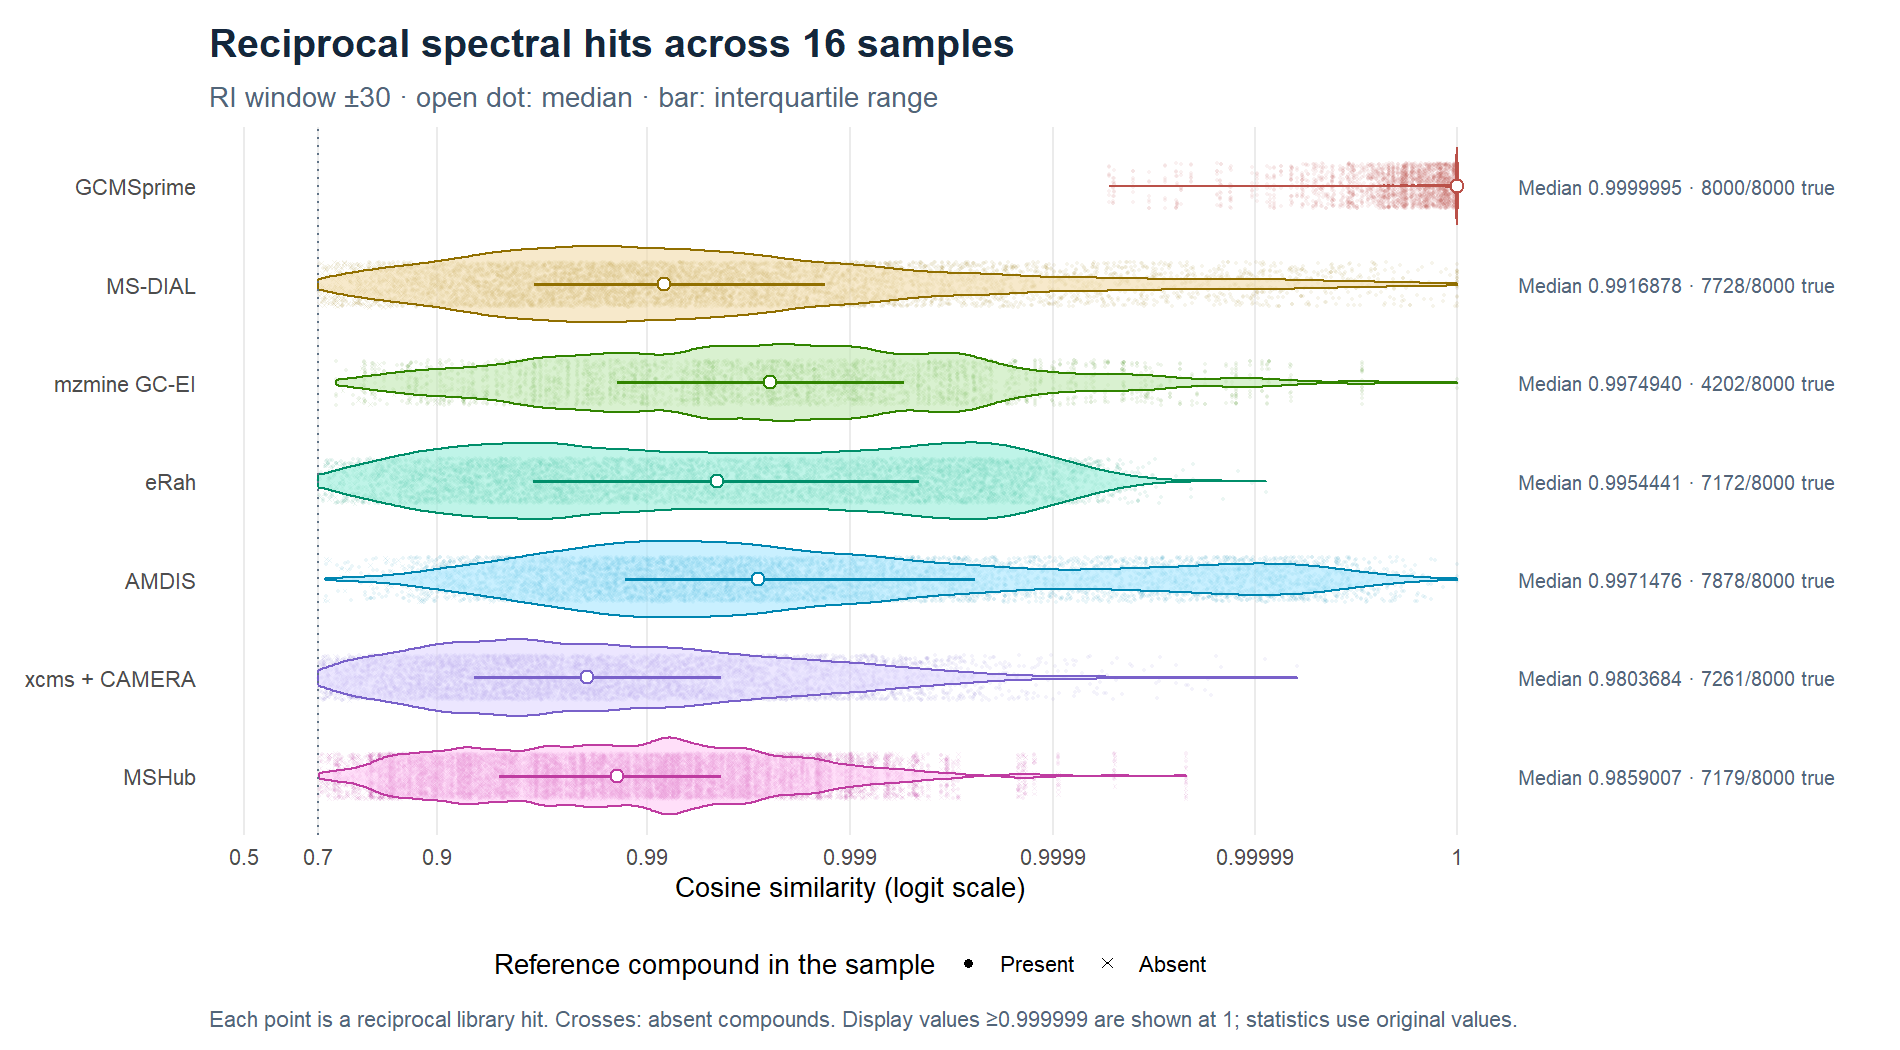 Reciprocal spectral hits across 16 samples
RI window ±30 · open dot: median · bar: interquartile range
GCMSprime
Median 0.9999995 · 8000/8000 true
MS-DIAL
Median 0.9916878 · 7728/8000 true
mzmine GC-EI
Median 0.9974940 · 4202/8000 true
eRah
Median 0.9954441 · 7172/8000 true
AMDIS
Median 0.9971476 · 7878/8000 true
xcms + CAMERA
Median 0.9803684 · 7261/8000 true
MSHub
Median 0.9859007 · 7179/8000 true
0.5 0.7 0.9 0.99 0.999 0.9999 0.99999 1
Cosine similarity (logit scale)
Reference compound in the sample Present Absent
Each point is a reciprocal library hit. Crosses: absent compounds. Display values ≥0.999999 are shown at 1; statistics use original values.